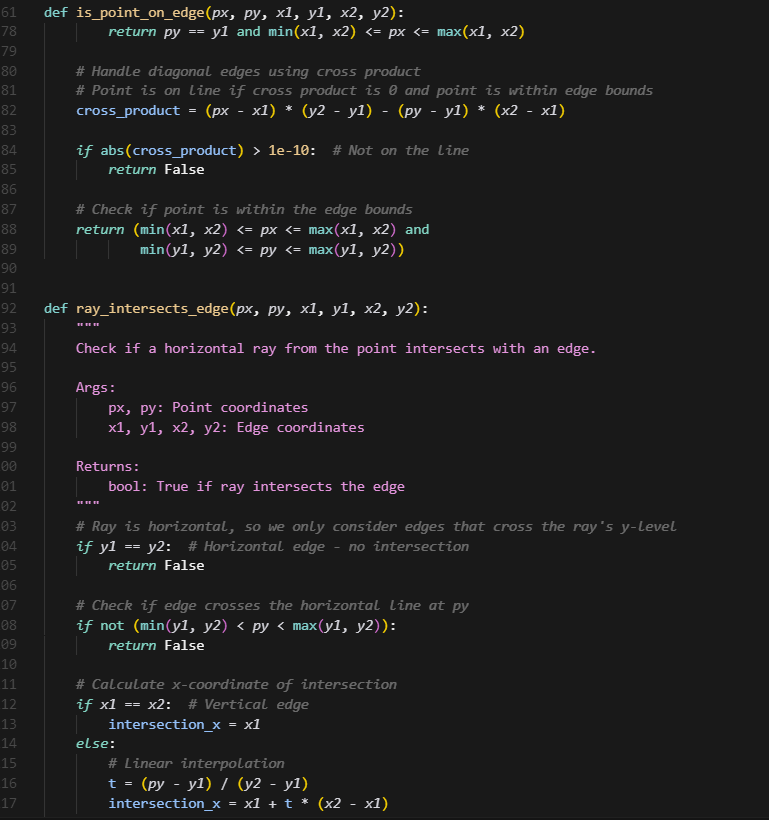 61 def is_point_on_edge(px, py, x1, y1, x2, y2):
78         return py == y1 and min(x1, x2) <= px <= max(x1, x2)
79
80     # Handle diagonal edges using cross product
81     # Point is on line if cross product is 0 and point is within edge bounds
82     cross_product = (px - x1) * (y2 - y1) - (py - y1) * (x2 - x1)
83
84     if abs(cross_product) > 1e-10:  # Not on the line
85         return False
86
87     # Check if point is within the edge bounds
88     return (min(x1, x2) <= px <= max(x1, x2) and
89             min(y1, y2) <= py <= max(y1, y2))
90
91
92 def ray_intersects_edge(px, py, x1, y1, x2, y2):
93     """
94     Check if a horizontal ray from the point intersects with an edge.
95
96     Args:
97         px, py: Point coordinates
98         x1, y1, x2, y2: Edge coordinates
99
00     Returns:
01         bool: True if ray intersects the edge
02     """
03     # Ray is horizontal, so we only consider edges that cross the ray's y-level
04     if y1 == y2:  # Horizontal edge - no intersection
05         return False
06
07     # Check if edge crosses the horizontal line at py
08     if not (min(y1, y2) < py < max(y1, y2)):
09         return False
10
11     # Calculate x-coordinate of intersection
12     if x1 == x2:  # Vertical edge
13         intersection_x = x1
14     else:
15         # Linear interpolation
16         t = (py - y1) / (y2 - y1)
17         intersection_x = x1 + t * (x2 - x1)